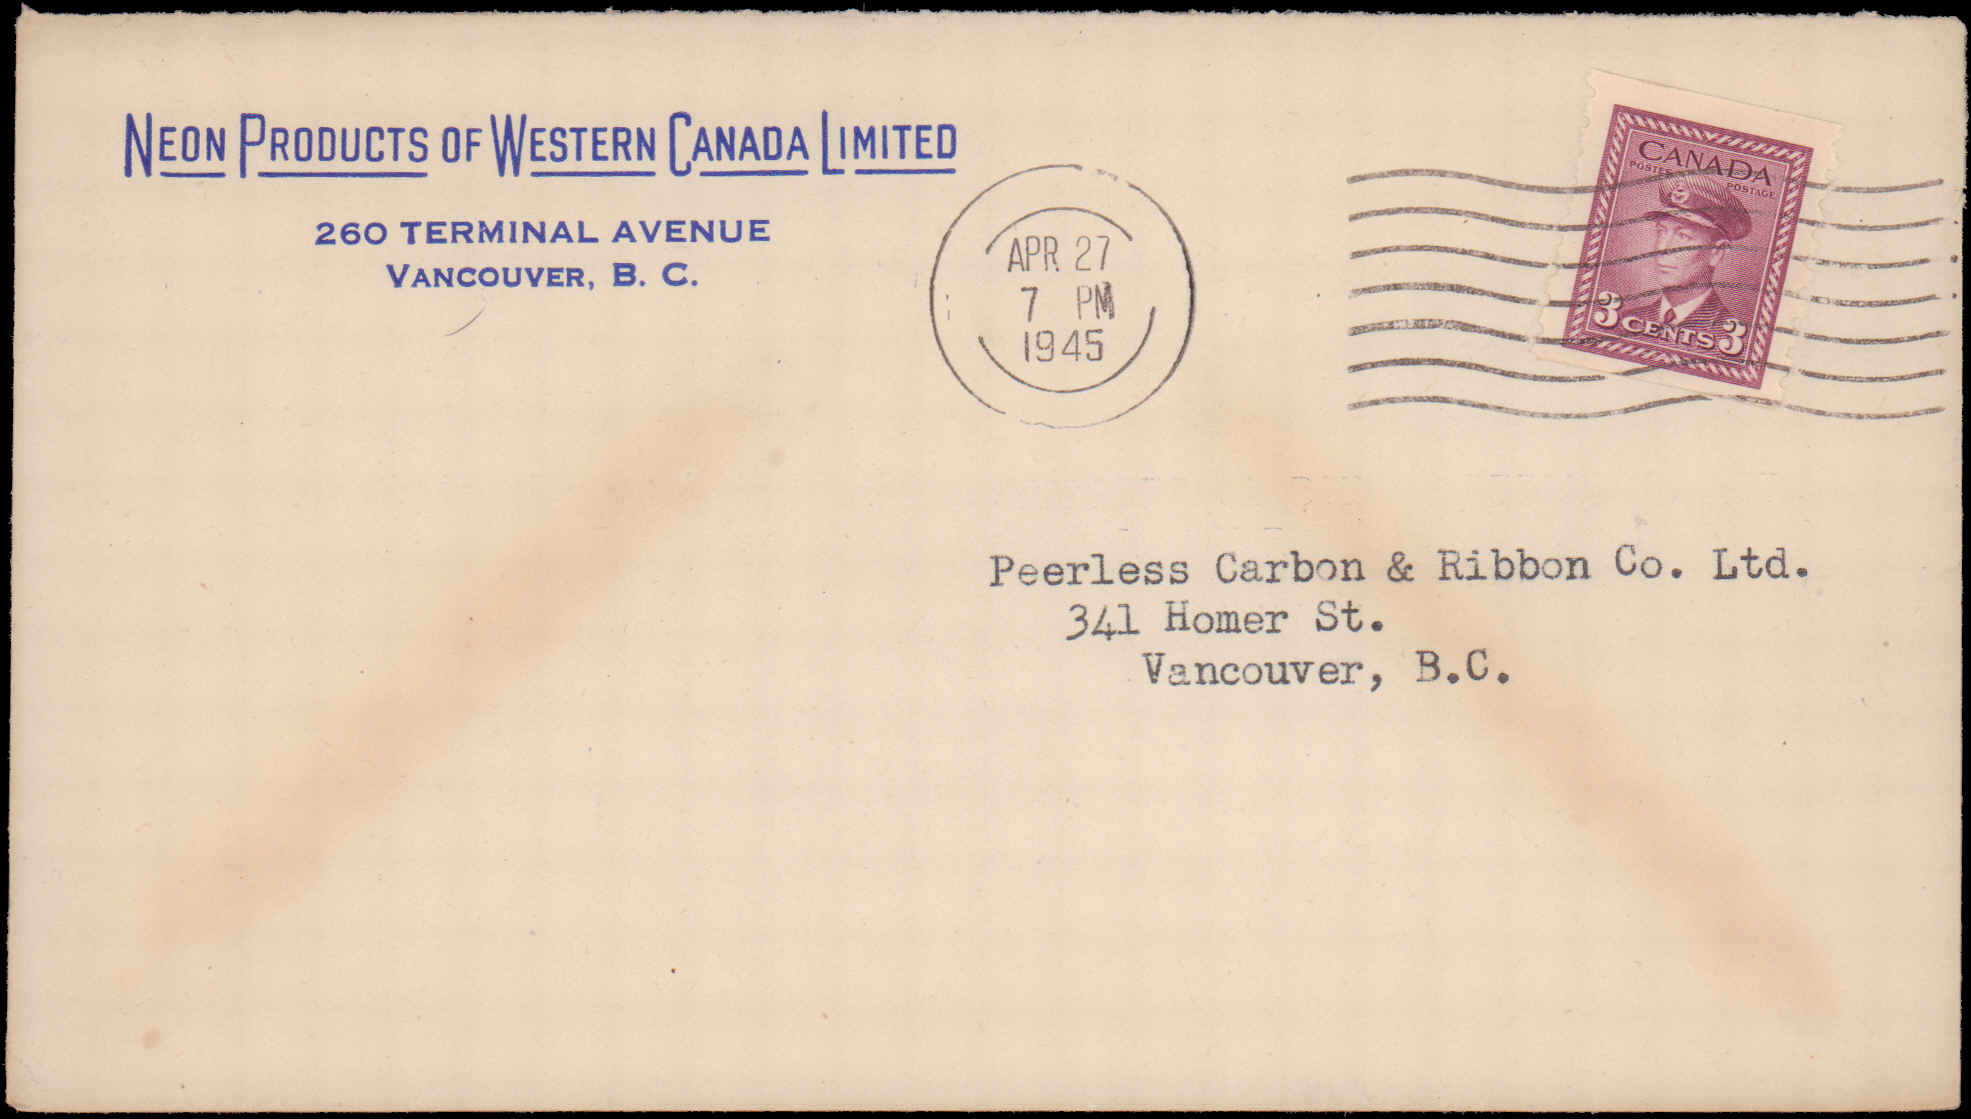 NEON PRODUCTS OF WESTERN CANADA LIMITED
260 TERMINAL AVENUE
VANCOUVER, B. C.
APR 27
7 PM
1945
CANADA
POSTES POSTAGE
3 CENTS 3
Peerless Carbon & Ribbon Co. Ltd.
341 Homer St.
Vancouver, B.C.